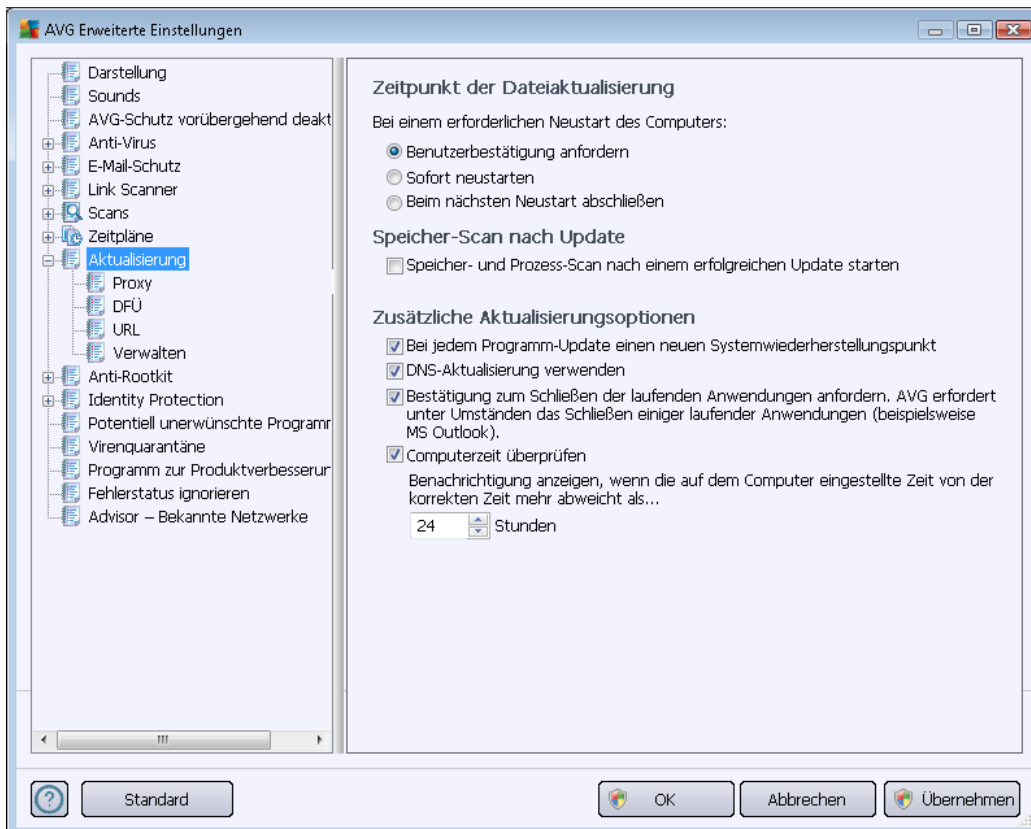 AVG Erweiterte Einstellungen
Darstellung
Sounds
AVG-Schutz vorübergehend deakt
Anti-Virus
E-Mail-Schutz
Link Scanner
Scans
Zeitpläne
Aktualisierung
Proxy
DFÜ
URL
Verwalten
Anti-Rootkit
Identity Protection
Potentiell unerwünschte Programr
Virenquarantäne
Programm zur Produktverbesserur
Fehlerstatus ignorieren
Advisor – Bekannte Netzwerke
Zeitpunkt der Dateiaktualisierung
Bei einem erforderlichen Neustart des Computers:
Benutzerbestätigung anfordern
Sofort neustarten
Beim nächsten Neustart abschließen
Speicher-Scan nach Update
Speicher- und Prozess-Scan nach einem erfolgreichen Update starten
Zusätzliche Aktualisierungsoptionen
Bei jedem Programm-Update einen neuen Systemwiederherstellungspunkt
DNS-Aktualisierung verwenden
Bestätigung zum Schließen der laufenden Anwendungen anfordern. AVG erfordert
unter Umständen das Schließen einiger laufender Anwendungen (beispielsweise
MS Outlook).
Computerzeit überprüfen
Benachrichtigung anzeigen, wenn die auf dem Computer eingestellte Zeit von der
korrekten Zeit mehr abweicht als...
24 Stunden
? Standard OK Abbrechen Übernehmen